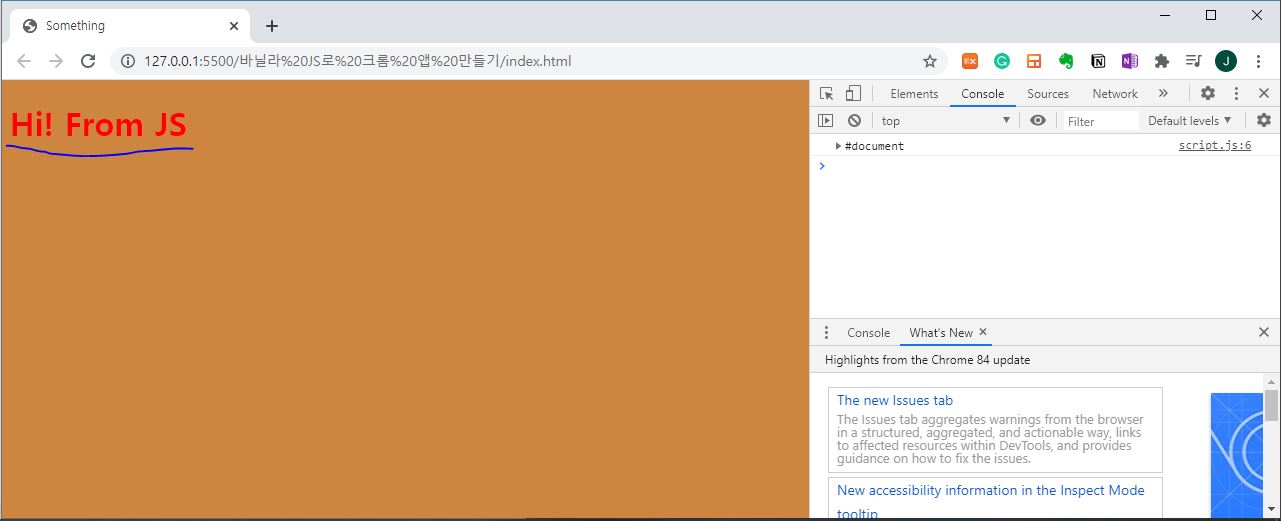 Something
127.0.0.1:5500/바닐라%20JS로%20크롬%20앱%20만들기/index.html
EX
G
N
N
J
Hi! From JS
Elements Console Sources Network
top Filter Default levels
#document script.js:6
Console What's New
Highlights from the Chrome 84 update
The new Issues tab
The Issues tab aggregates warnings from the browser
in a structured, aggregated, and actionable way, links
to affected resources within DevTools, and provides
guidance on how to fix the issues.
New accessibility information in the Inspect Mode
tooltip